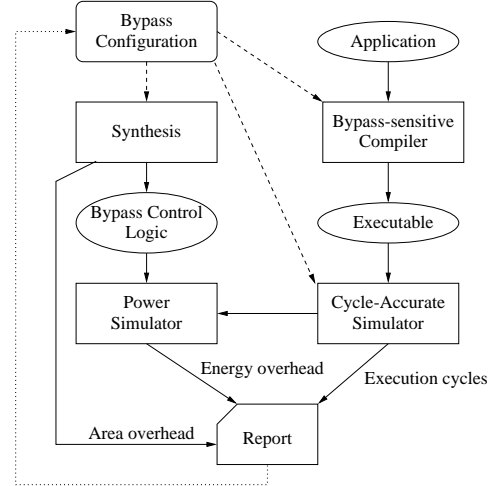 Bypass
Configuration
Application
Synthesis
Bypass-sensitive
Compiler
Bypass Control
Logic
Executable
Power
Simulator
Cycle-Accurate
Simulator
Energy overhead
Execution cycles
Area overhead
Report